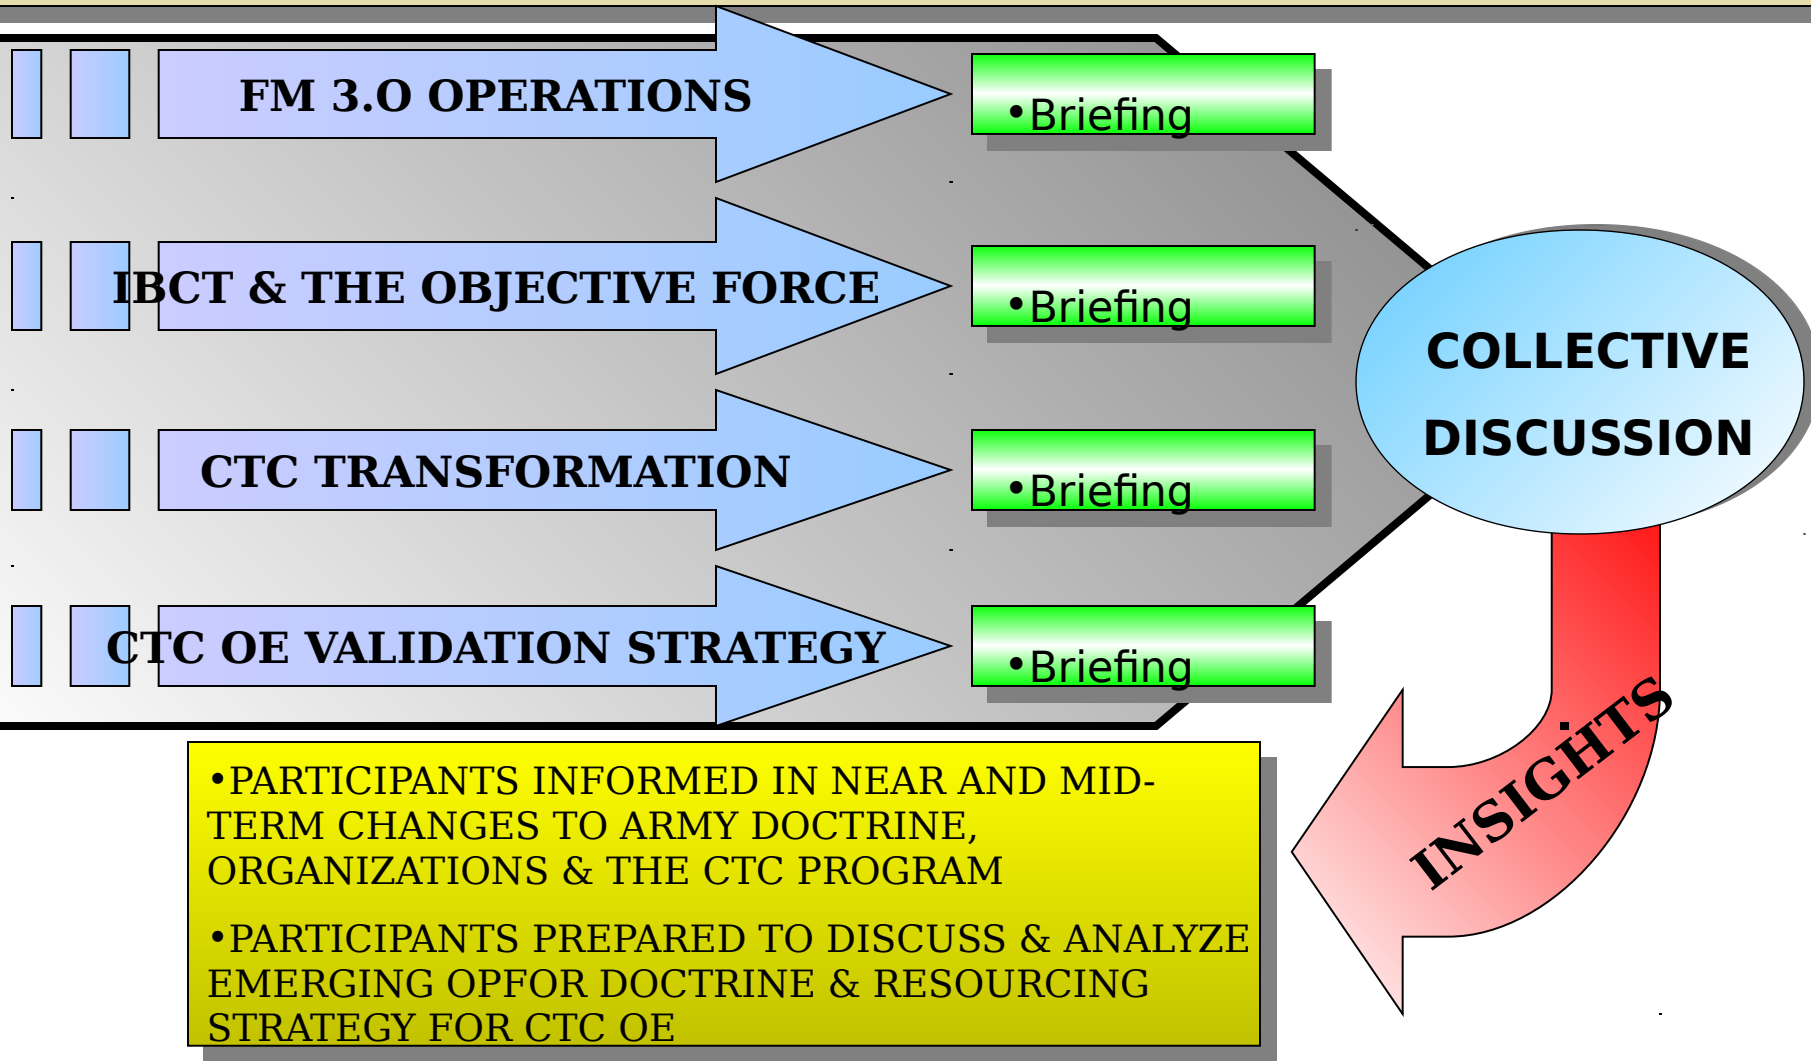 FM 3.O OPERATIONS
•Briefing
IBCT & THE OBJECTIVE FORCE
•Briefing
COLLECTIVE
DISCUSSION
CTC TRANSFORMATION
•Briefing
CTC OE VALIDATION STRATEGY
•Briefing
INSIGHTS
•PARTICIPANTS INFORMED IN NEAR AND MID-
TERM CHANGES TO ARMY DOCTRINE,
ORGANIZATIONS & THE CTC PROGRAM
•PARTICIPANTS PREPARED TO DISCUSS & ANALYZE
EMERGING OPFOR DOCTRINE & RESOURCING
STRATEGY FOR CTC OE